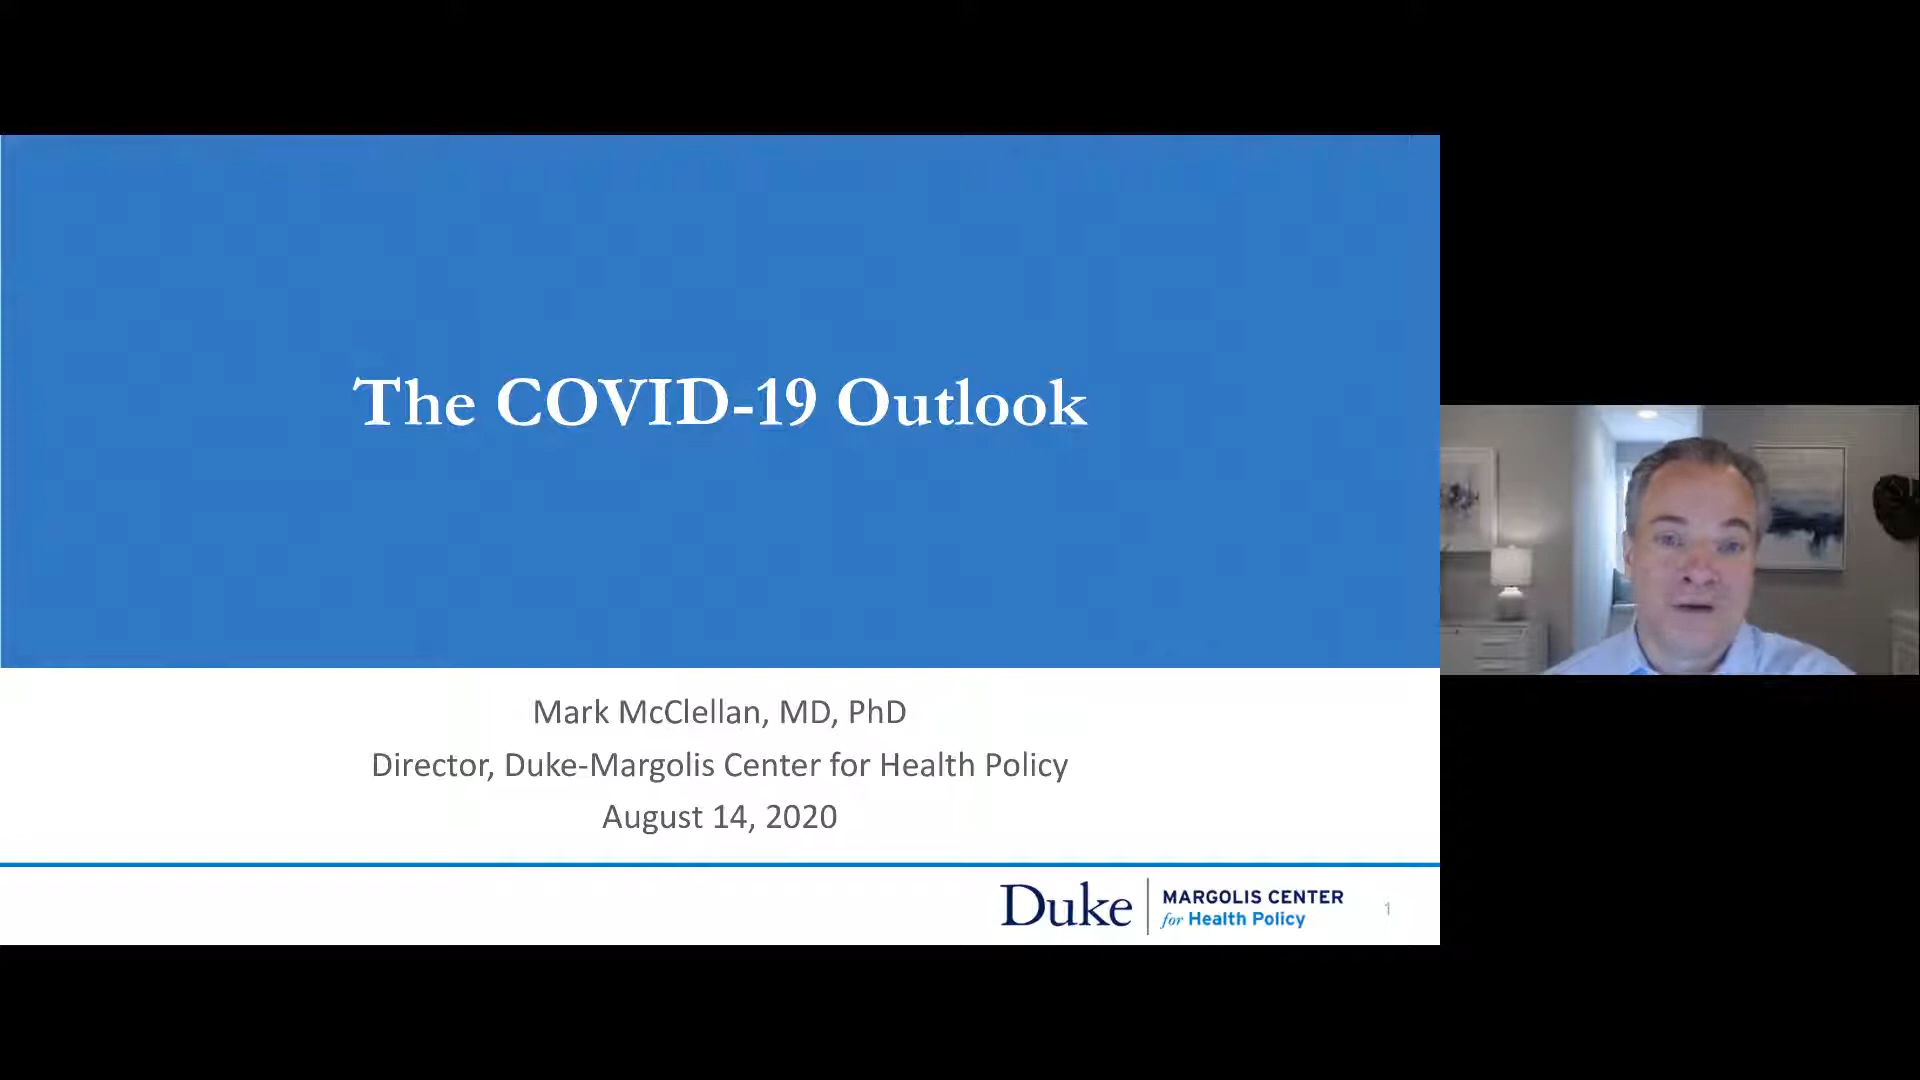 The COVID-19 Outlook
Mark McClellan, MD, PhD
Director, Duke-Margolis Center for Health Policy
August 14, 2020
Duke
MARGOLIS CENTER
for Health Policy
1